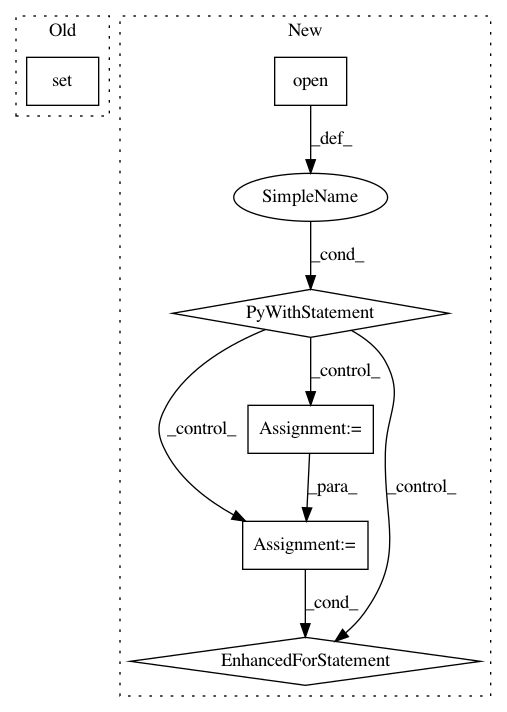 Old
New
set
open
_def_
SimpleName
_cond_
PyWithStatement
_control_
_control_
Assignment:=
_para_
_control_
Assignment:=
_cond_
EnhancedForStatement